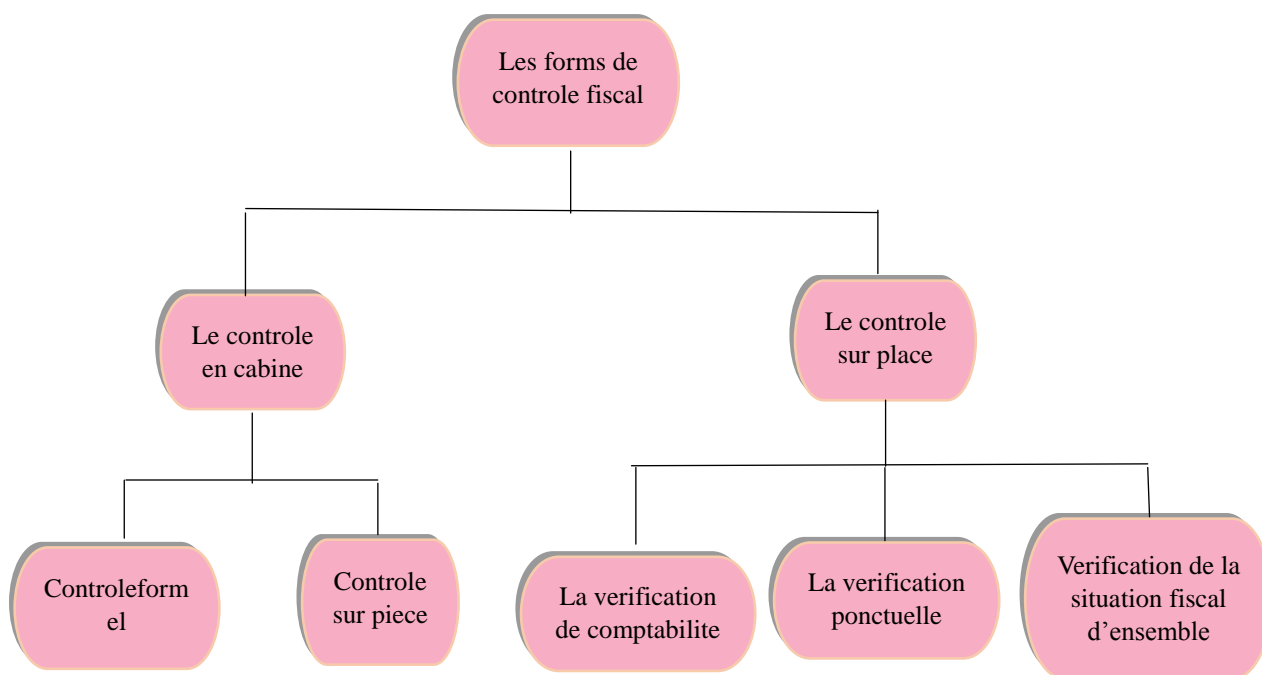 Les forms de
controle fiscal
Le controle
en cabine
Le controle
sur place
Controleform
el
Controle
sur piece
La verification
de comptabilite
La verification
ponctuelle
Verification de la
situation fiscal
d’ensemble